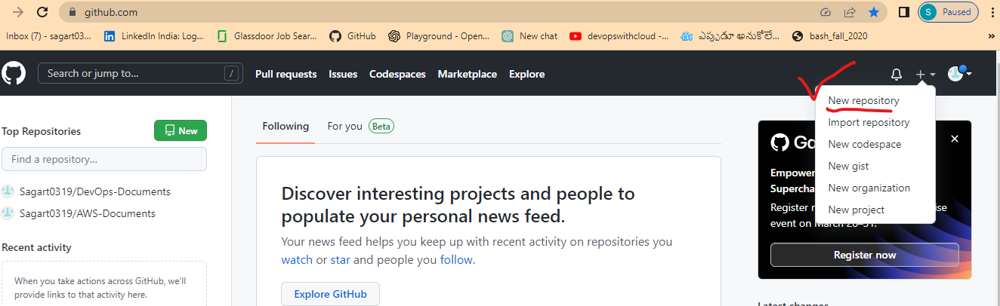 github.com
S Paused
Inbox (7) - sagart03...
LinkedIn India: Log...
Glassdoor Job Sear...
GitHub
Playground - Open...
New chat
devopswithcloud -...
ఎప్పుడూ అనుకోలే...
bash_fall_2020
»
Search or jump to... /
Pull requests
Issues
Codespaces
Marketplace
Explore
New repository
Import repository
New codespace
New gist
New organization
New project
Top Repositories
New
Find a repository...
Sagart0319/DevOps-Documents
Sagart0319/AWS-Documents
Recent activity
When you take actions across GitHub, we'll
provide links to that activity here.
Following
For you Beta
Discover interesting projects and people to
populate your personal news feed.
Your news feed helps you keep up with recent activity on repositories you
watch or star and people you follow.
Explore GitHub
Ga
Empower
Supercha
Register
ise
event on March
Register now
Latest changes